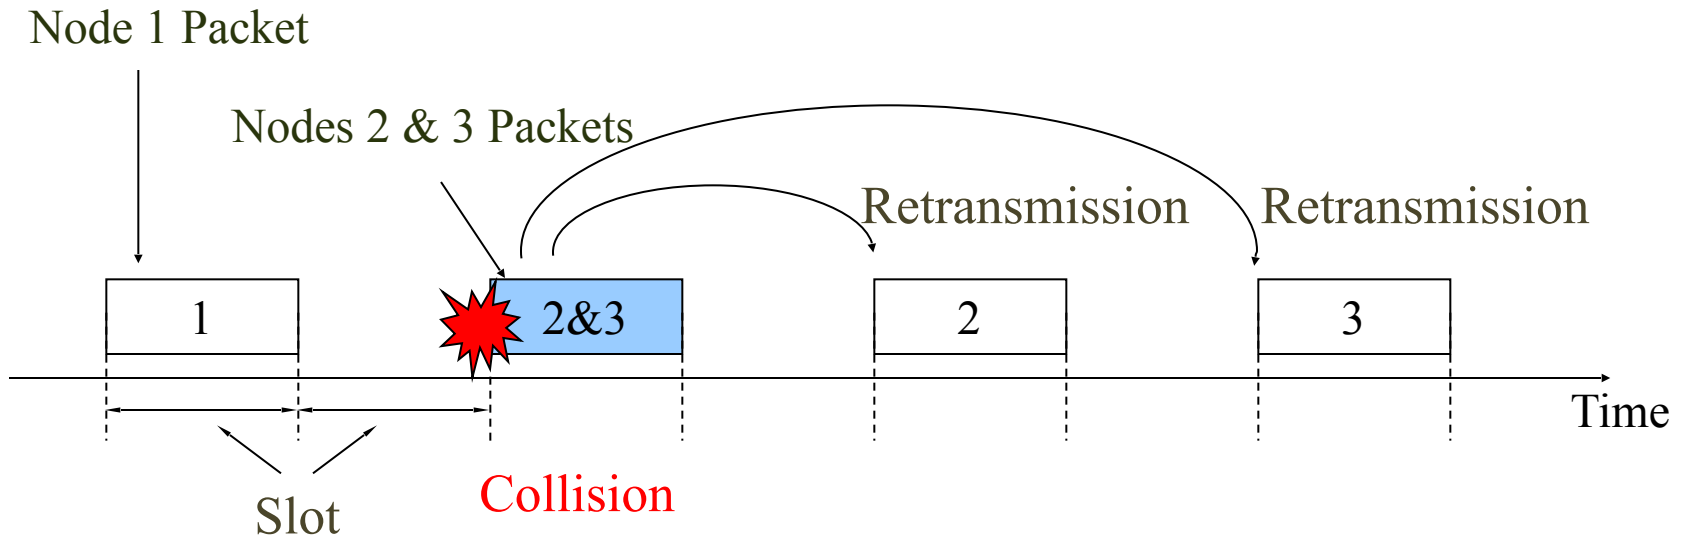 Node 1 Packet
Nodes 2 & 3 Packets
Retransmission
Retransmission
1
2&3
2
3
Time
Slot
Collision